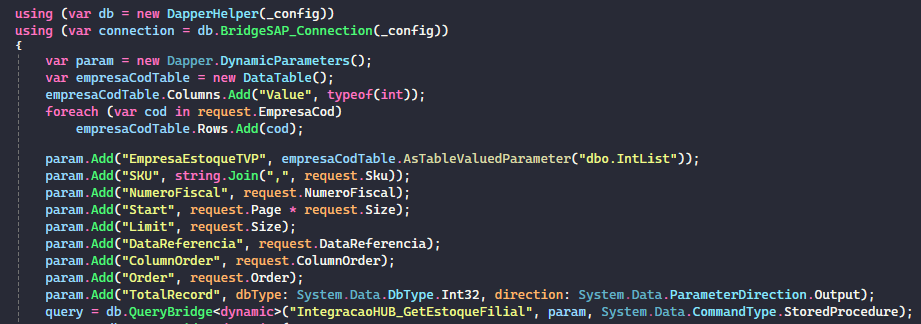 using (var db = new DapperHelper(_config))
using (var connection = db.BridgeSAP_Connection(_config))
{
    var param = new Dapper.DynamicParameters();
    var empresaCodTable = new DataTable();
    empresaCodTable.Columns.Add("Value", typeof(int));
    foreach (var cod in request.EmpresaCod)
        empresaCodTable.Rows.Add(cod);

    param.Add("EmpresaEstoqueTVP", empresaCodTable.AsTableValuedParameter("dbo.IntList"));
    param.Add("SKU", string.Join(",", request.Sku));
    param.Add("NumeroFiscal", request.NumeroFiscal);
    param.Add("Start", request.Page * request.Size);
    param.Add("Limit", request.Size);
    param.Add("DataReferencia", request.DataReferencia);
    param.Add("ColumnOrder", request.ColumnOrder);
    param.Add("Order", request.Order);
    param.Add("TotalRecord", dbType: System.Data.DbType.Int32, direction: System.Data.ParameterDirection.Output);
    query = db.QueryBridge<dynamic>("IntegracaoHUB_GetEstoqueFilial", param, System.Data.CommandType.StoredProcedure);